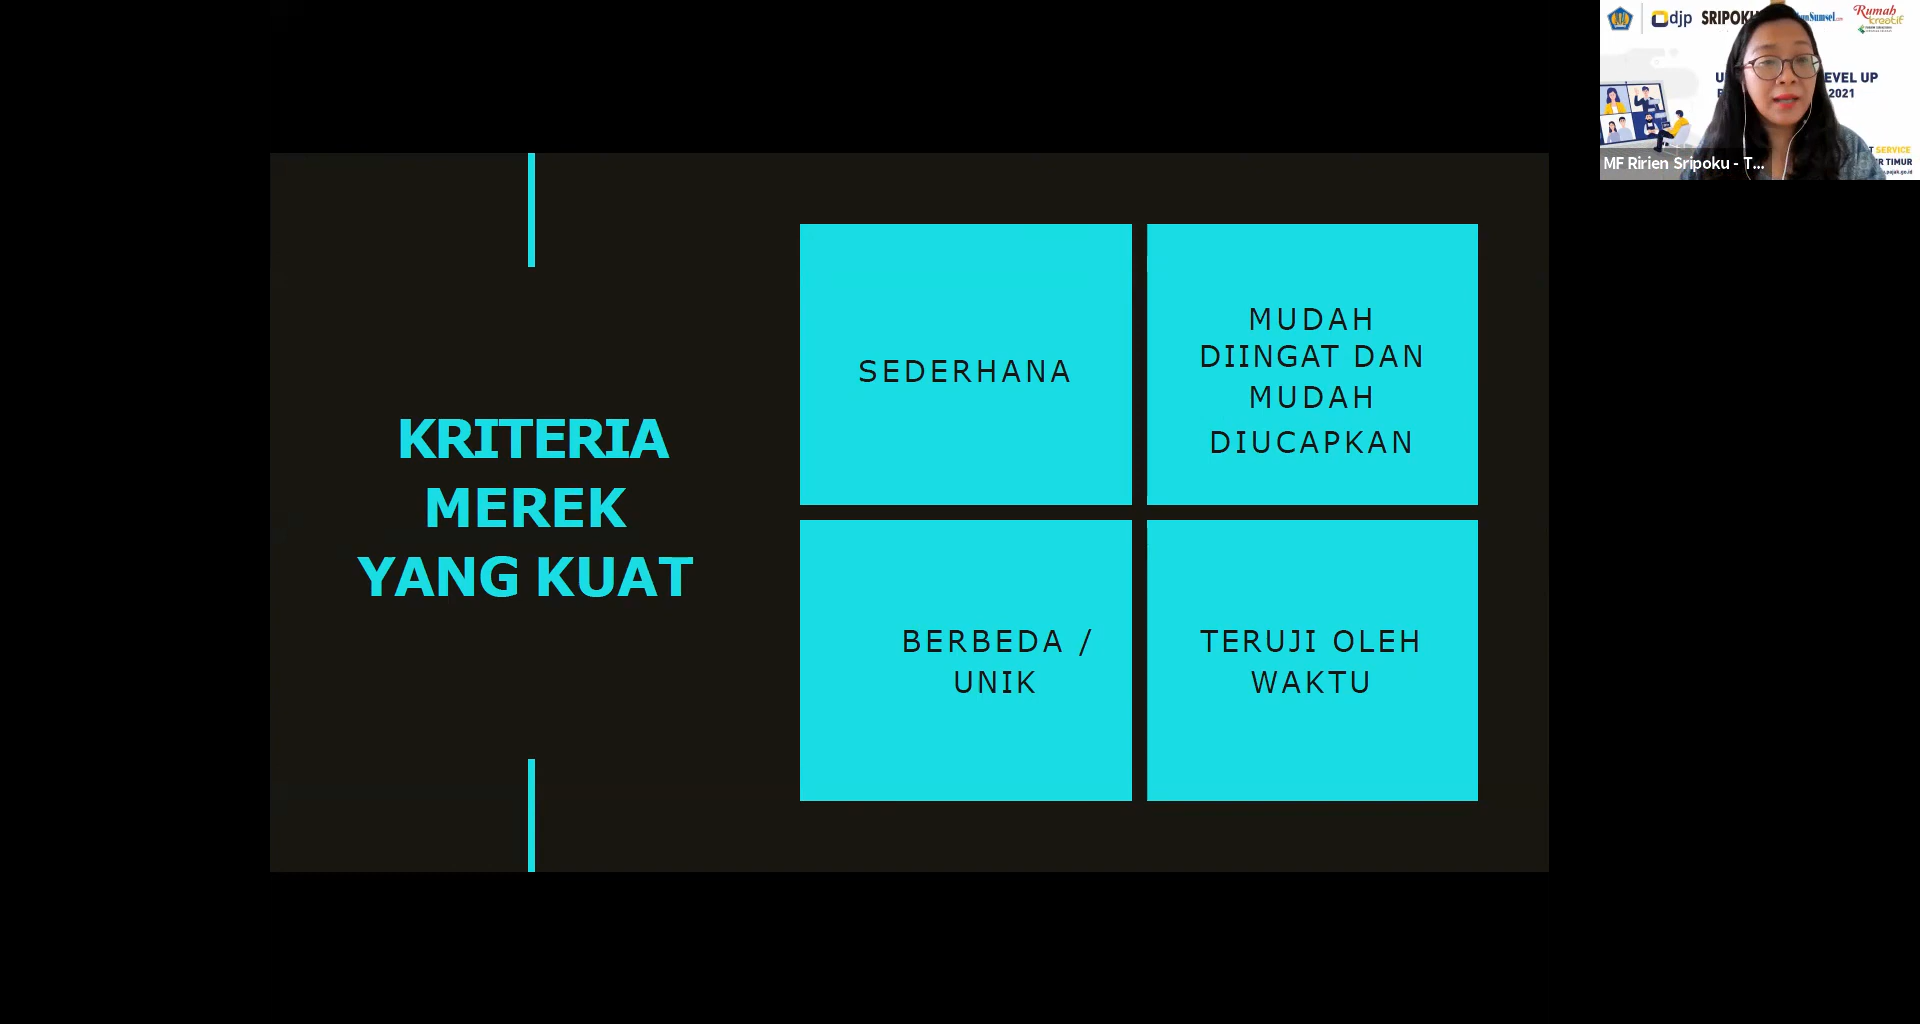 KRITERIA
MEREK
YANG KUAT
SEDERHANA
MUDAH
DIINGAT DAN
MUDAH
DIUCAPKAN
BERBEDA /
UNIK
TERUJI OLEH
WAKTU
djp
Rumah
kreatif
EVEL UP
2021
SERVICE
TIMUR
MF Ririen Sripoku - T...